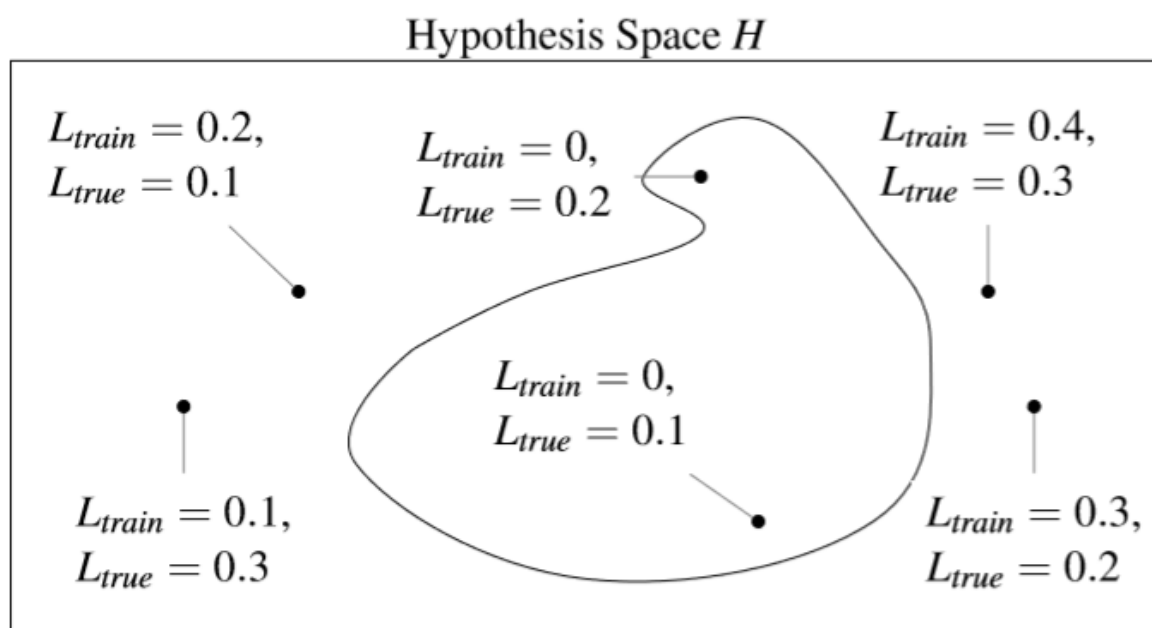 Hypothesis Space H
L_train = 0.2,
L_true = 0.1
L_train = 0,
L_true = 0.2
L_train = 0.4,
L_true = 0.3
L_train = 0,
L_true = 0.1
L_train = 0.1,
L_true = 0.3
L_train = 0.3,
L_true = 0.2